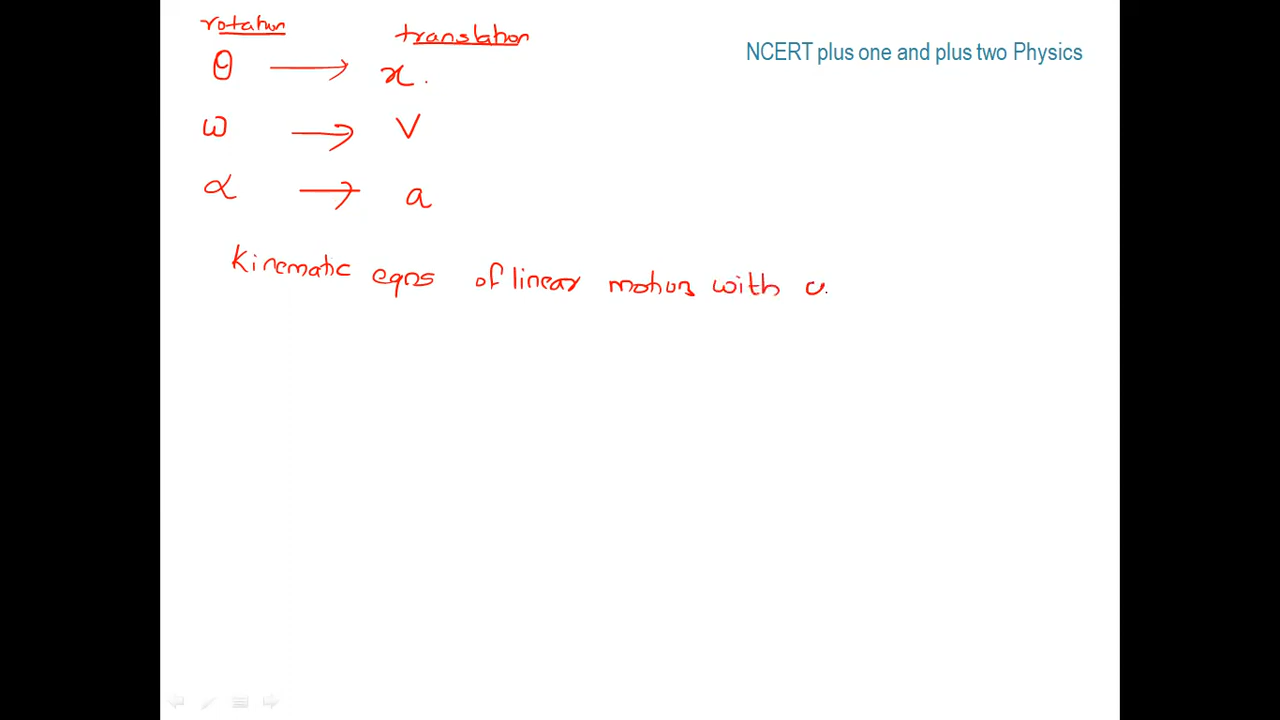 rotation translation
NCERT plus one and plus two Physics
θ → x.
ω → V
α → a
Kinematic eqns of linear motion with